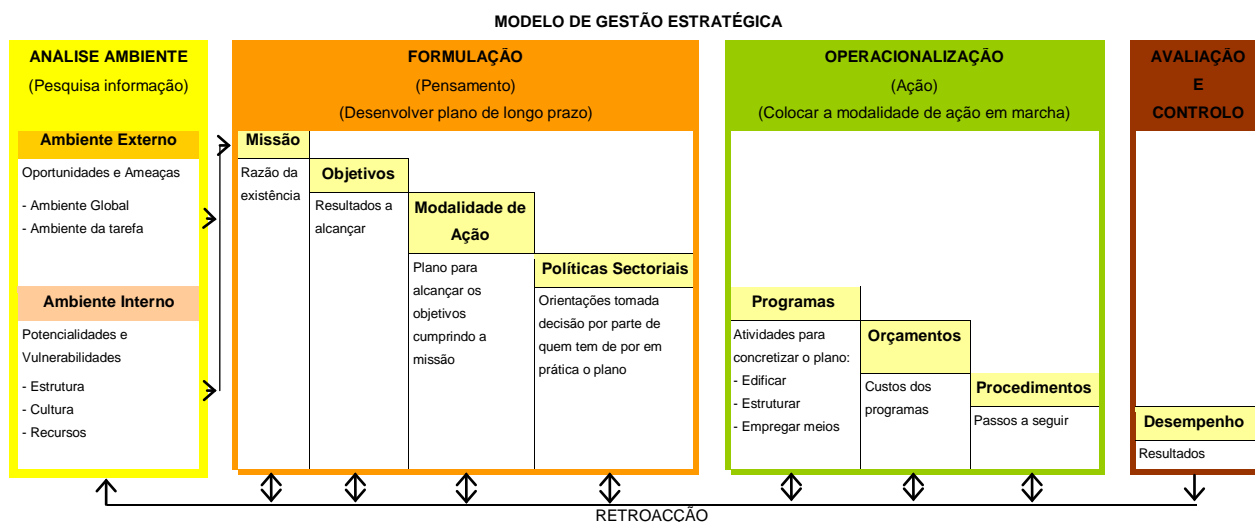 MODELO DE GESTÃO ESTRATÉGICA
ANALISE AMBIENTE
(Pesquisa informação)
Ambiente Externo
Oportunidades e Ameaças
- Ambiente Global
- Ambiente da tarefa
Ambiente Interno
Potencialidades e
Vulnerabilidades
- Estrutura
- Cultura
- Recursos
FORMULAÇÃO
(Pensamento)
(Desenvolver plano de longo prazo)
Missão
Razão da
existência
Objetivos
Resultados a
alcançar
Modalidade de
Ação
Plano para
alcançar os
objetivos
cumprindo a
missão
Políticas Sectoriais
Orientações tomada
decisão por parte de
quem tem de por em
prática o plano
OPERACIONALIZAÇÃO
(Ação)
(Colocar a modalidade de ação em marcha)
Programas
Atividades para
concretizar o plano:
- Edificar
- Estruturar
- Empregar meios
Orçamentos
Custos dos
programas
Procedimentos
Passos a seguir
AVALIAÇÃO
E
CONTROLO
Desempenho
Resultados
RETROACÇÃO